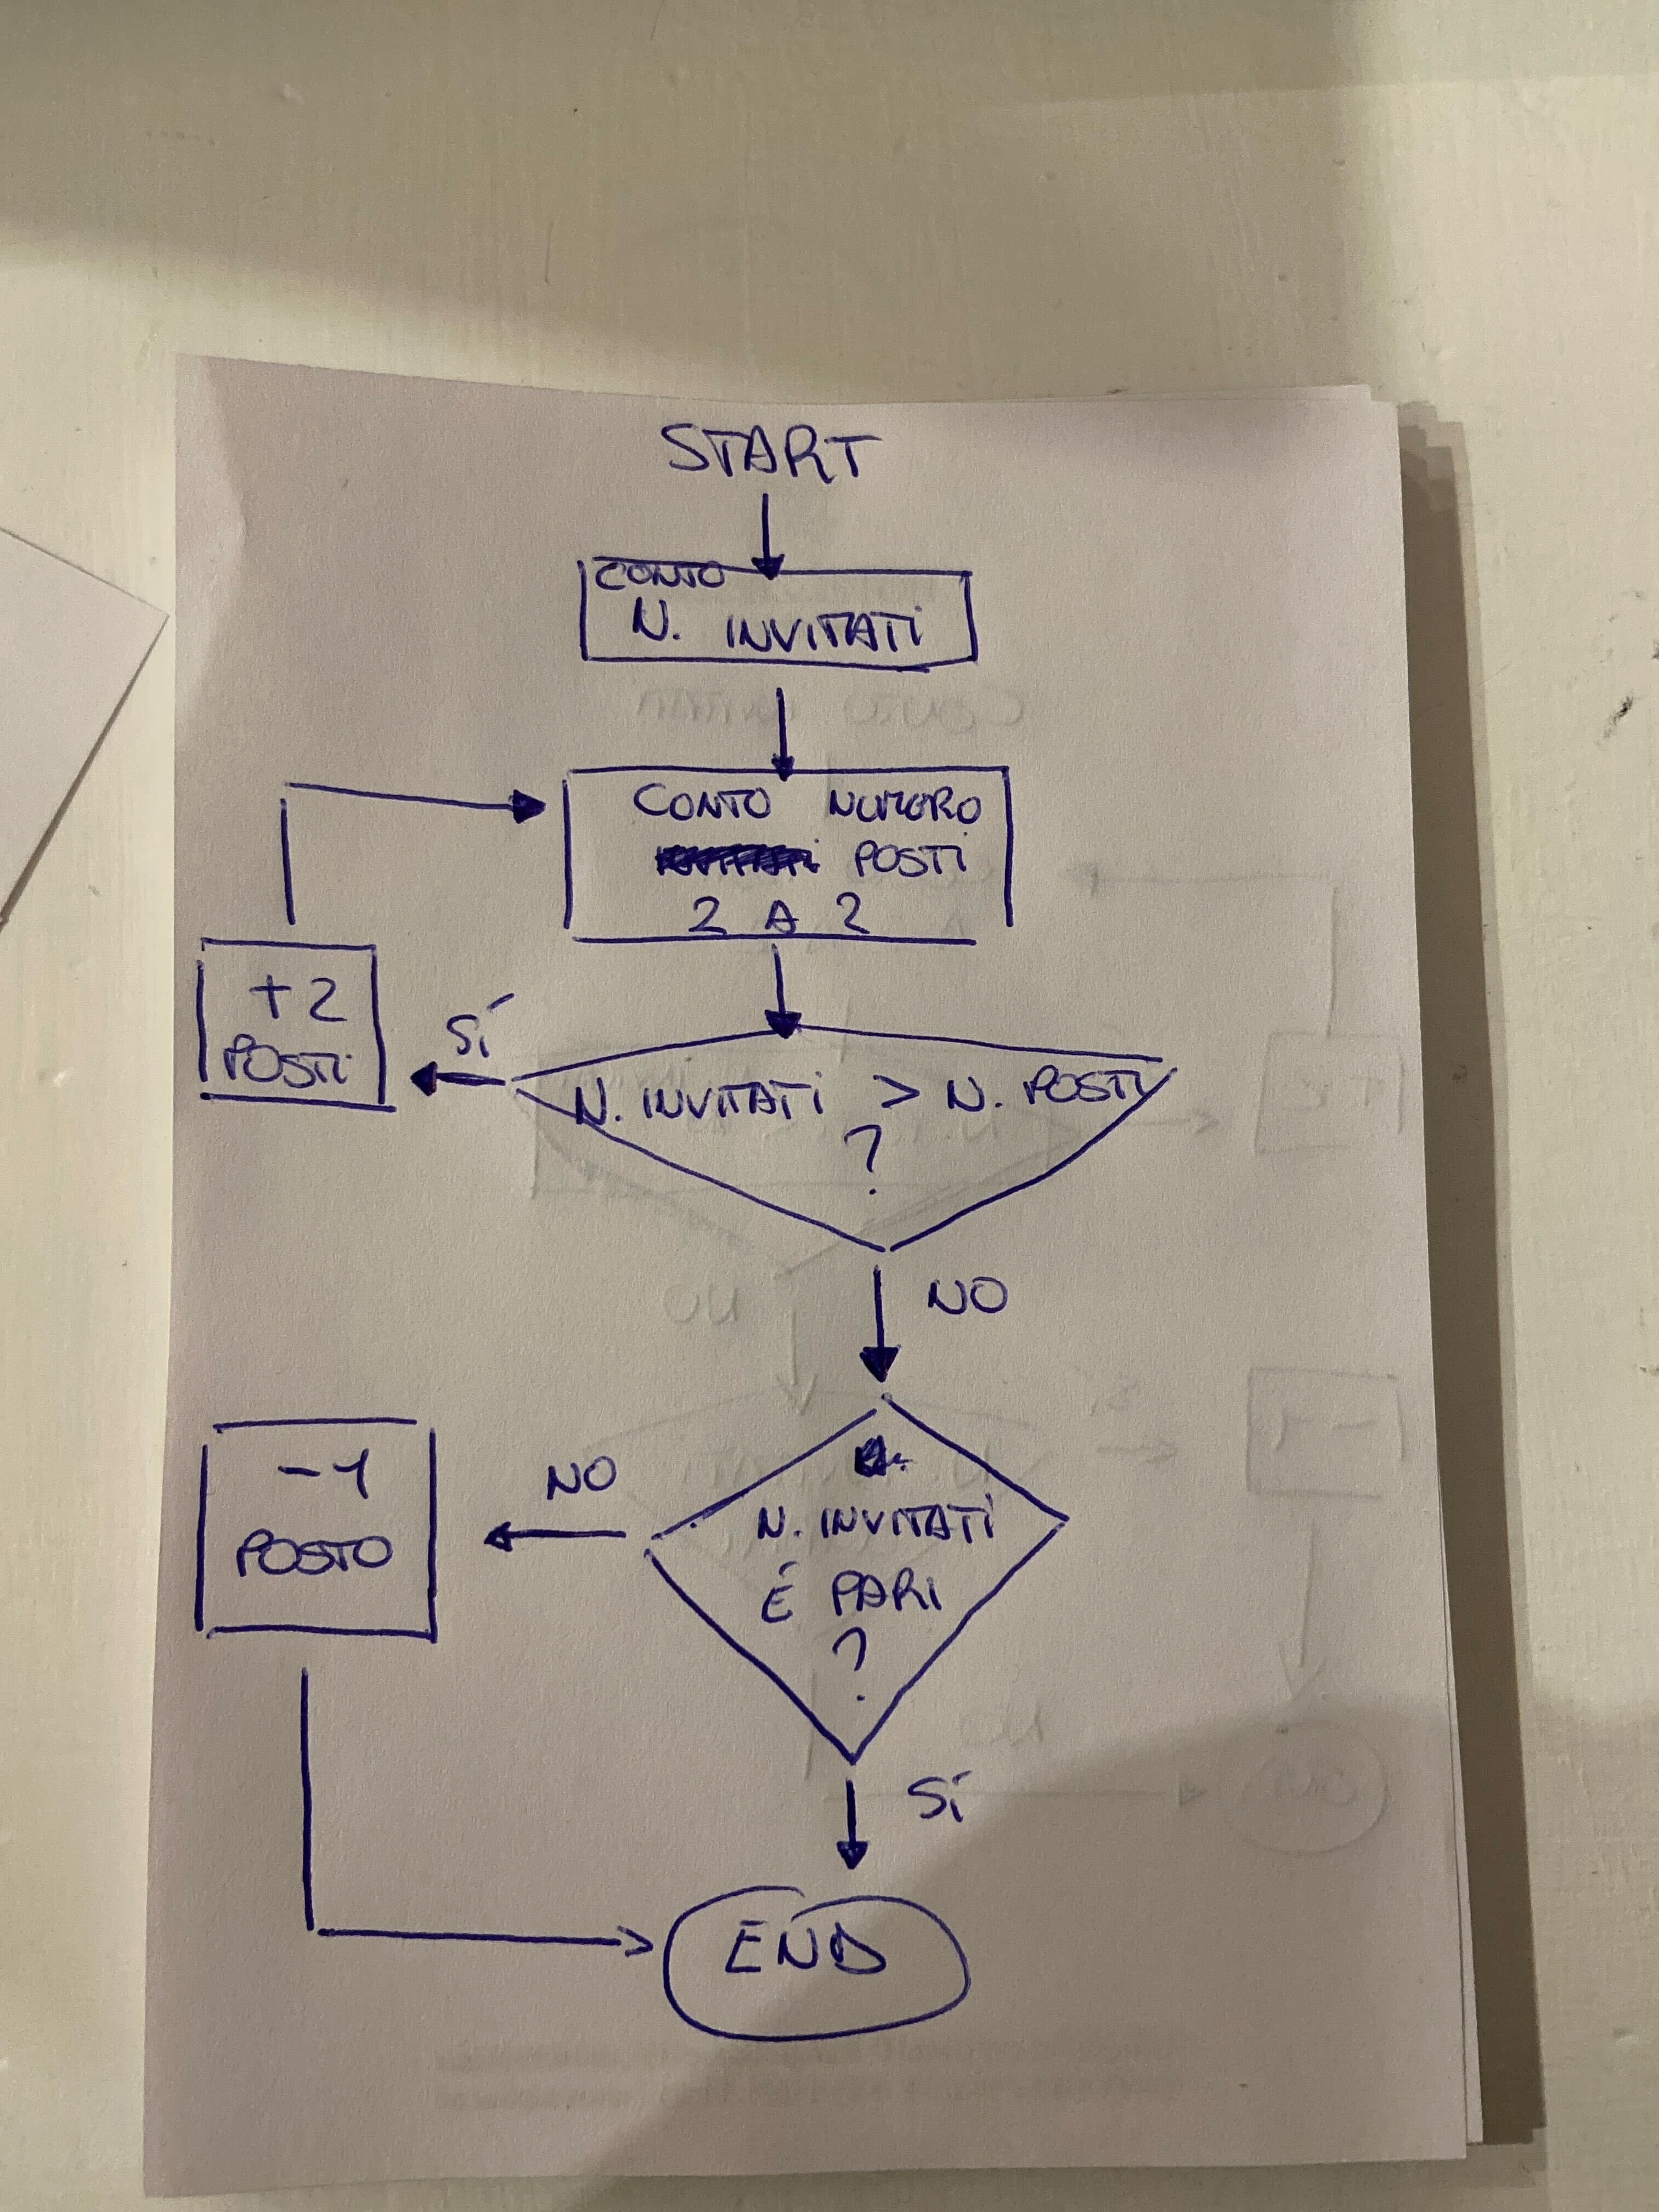 START
CONTO
N. INVITATI
CONTO NUMERO
POSTI
2 A 2
+2
POSTI
SÍ
N. INVITATI > N. POSTI
?
NO
-1
POSTO
NO
N. INVITATI
É PARI
?
SÍ
END